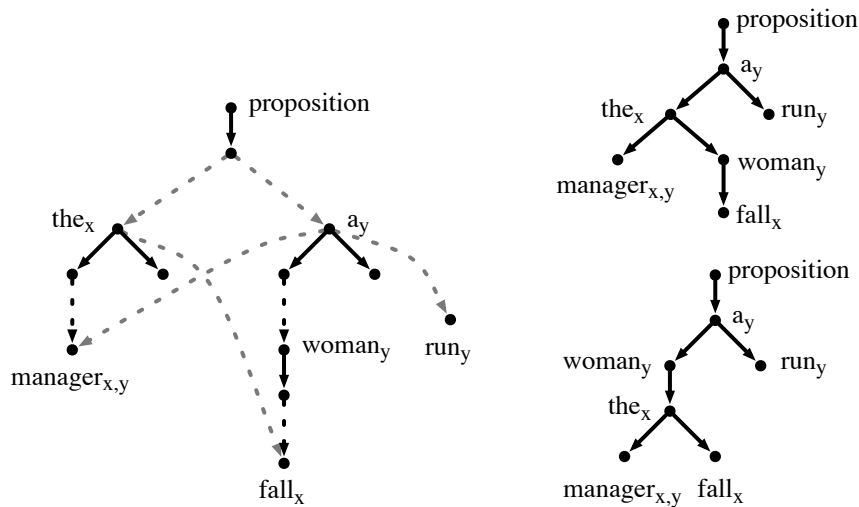 proposition
the_x
a_y
manager_x,y
woman_y
run_y
fall_x
proposition
a_y
the_x
run_y
manager_x,y
woman_y
fall_x
proposition
a_y
woman_y
run_y
the_x
manager_x,y
fall_x